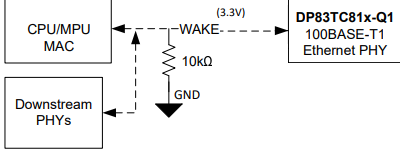 CPU/MPU
MAC
WAKE
(3.3V)
DP83TC81x-Q1
100BASE-T1
Ethernet PHY
10kΩ
GND
Downstream
PHYs